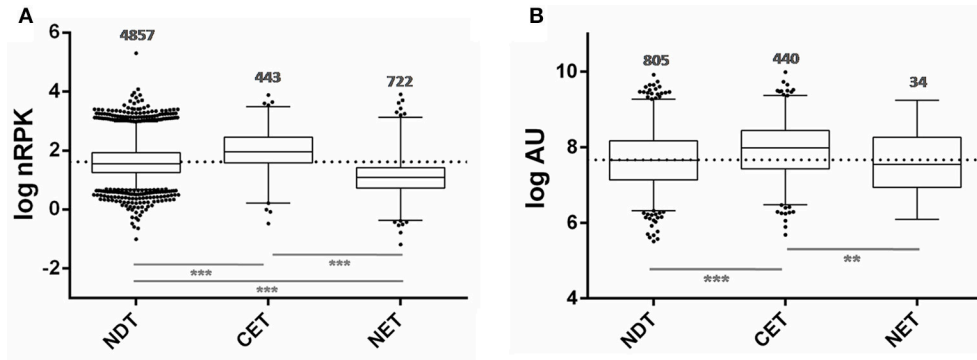 A
log nRPK
6
4
2
0
-2
4857
443
722
***
***
***
NDT
CET
NET
B
log AU
10
8
6
4
805
440
34
***
**
NDT
CET
NET